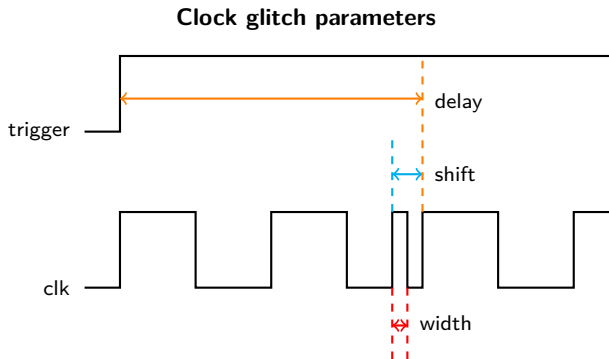 Clock glitch parameters
delay
trigger
shift
clk
width